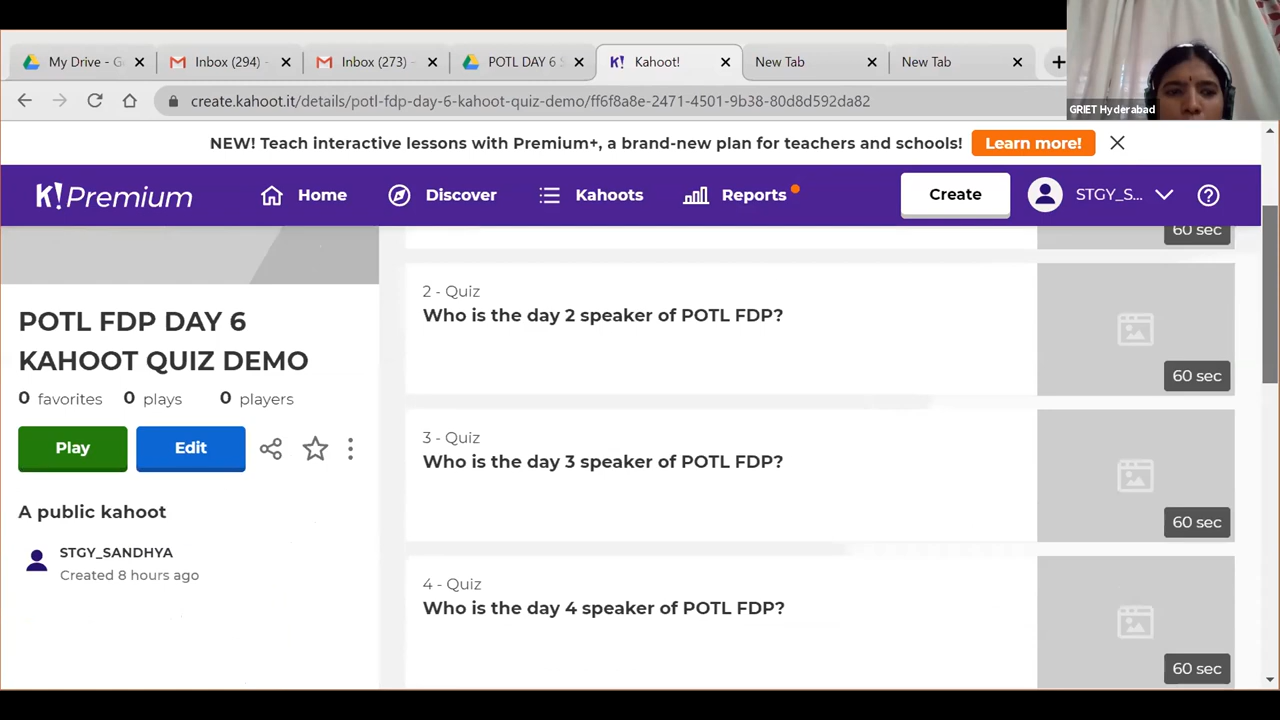 My Drive - G
Inbox (294) -
Inbox (273) -
POTL DAY 6 S
K! Kahoot!
New Tab
New Tab
create.kahoot.it/details/potl-fdp-day-6-kahoot-quiz-demo/ff6f8a8e-2471-4501-9b38-80d8d592da82
GRIET Hyderabad
NEW! Teach interactive lessons with Premium+, a brand-new plan for teachers and schools! Learn more!
K! Premium Home Discover Kahoots Reports Create STGY_S...
60 sec
POTL FDP DAY 6
KAHOOT QUIZ DEMO
0 favorites 0 plays 0 players
Play Edit
A public kahoot
STGY_SANDHYA
Created 8 hours ago
2 - Quiz
Who is the day 2 speaker of POTL FDP?
60 sec
3 - Quiz
Who is the day 3 speaker of POTL FDP?
60 sec
4 - Quiz
Who is the day 4 speaker of POTL FDP?
60 sec